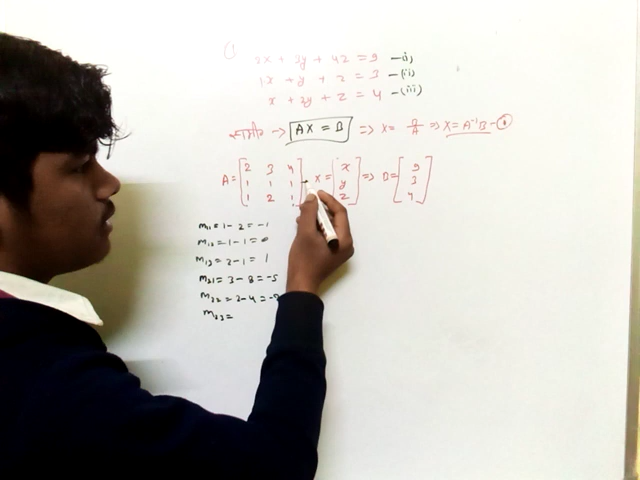 1)
2x + 3y + 4z = 9 —(i)
1x + y + z = 3 —(ii)
x + 2y + z = 4 —(iii)
→ AX = B ⇒ X = B/A ⇒ X = A⁻¹B —①
A = [2 3 4; 1 1 1; 1 2 1] → X = [x; y; z] ⇒ B = [9; 3; 4]
M11 = 1 - 2 = -1
M12 = 1 - 1 = 0
M13 = 2 - 1 = 1
M21 = 3 - 8 = -5
M22 = 2 - 4 = -2
M23 =